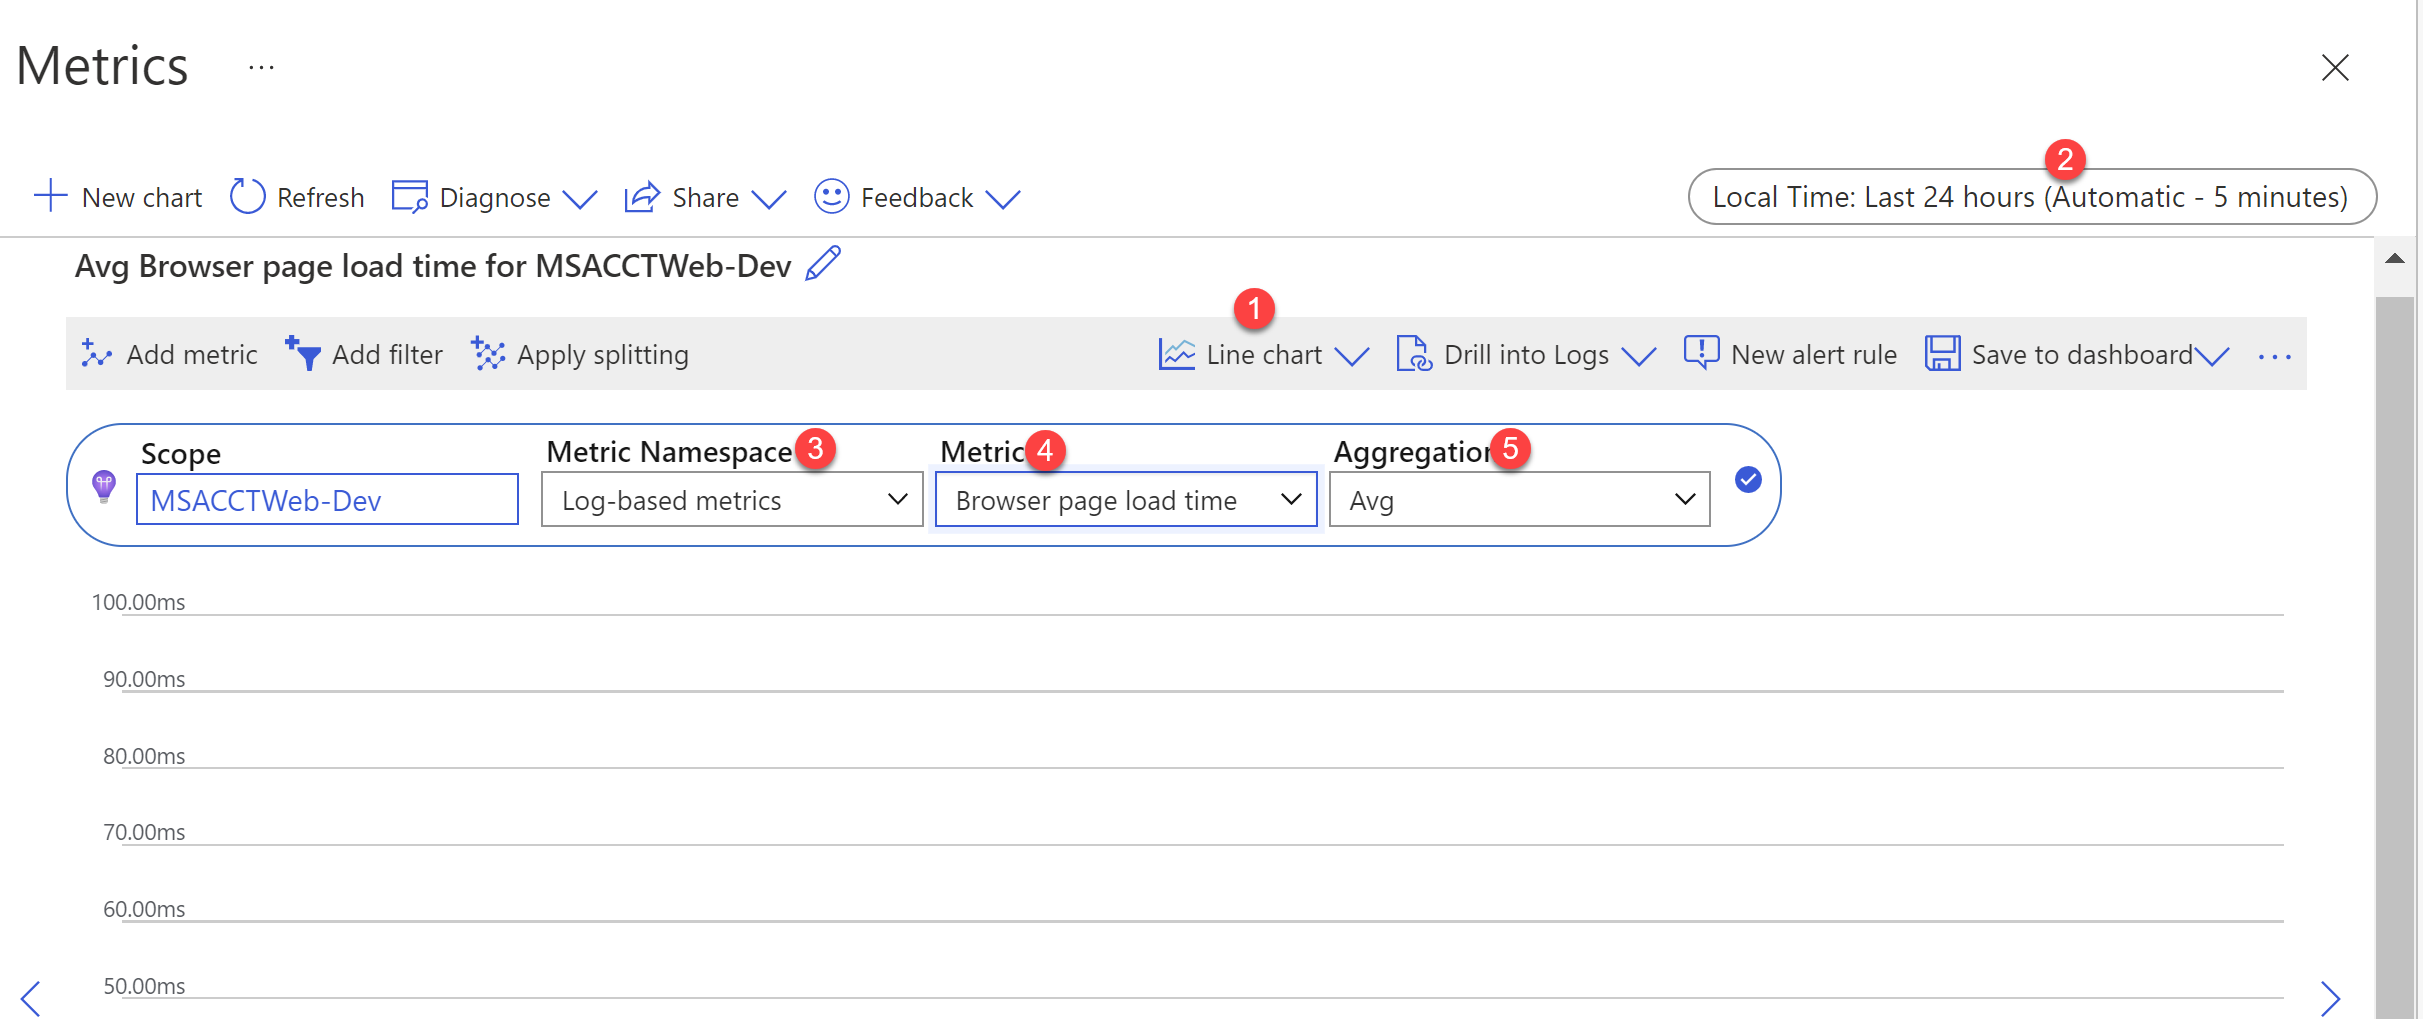 Metrics ...
2
New chart Refresh Diagnose Share Feedback Local Time: Last 24 hours (Automatic - 5 minutes)
Avg Browser page load time for MSACCTWeb-Dev
1
Add metric Add filter Apply splitting Line chart Drill into Logs New alert rule Save to dashboard ...
Scope Metric Namespace 3 Metric 4 Aggregation 5
MSACCTWeb-Dev Log-based metrics Browser page load time Avg
100.00ms
90.00ms
80.00ms
70.00ms
60.00ms
50.00ms